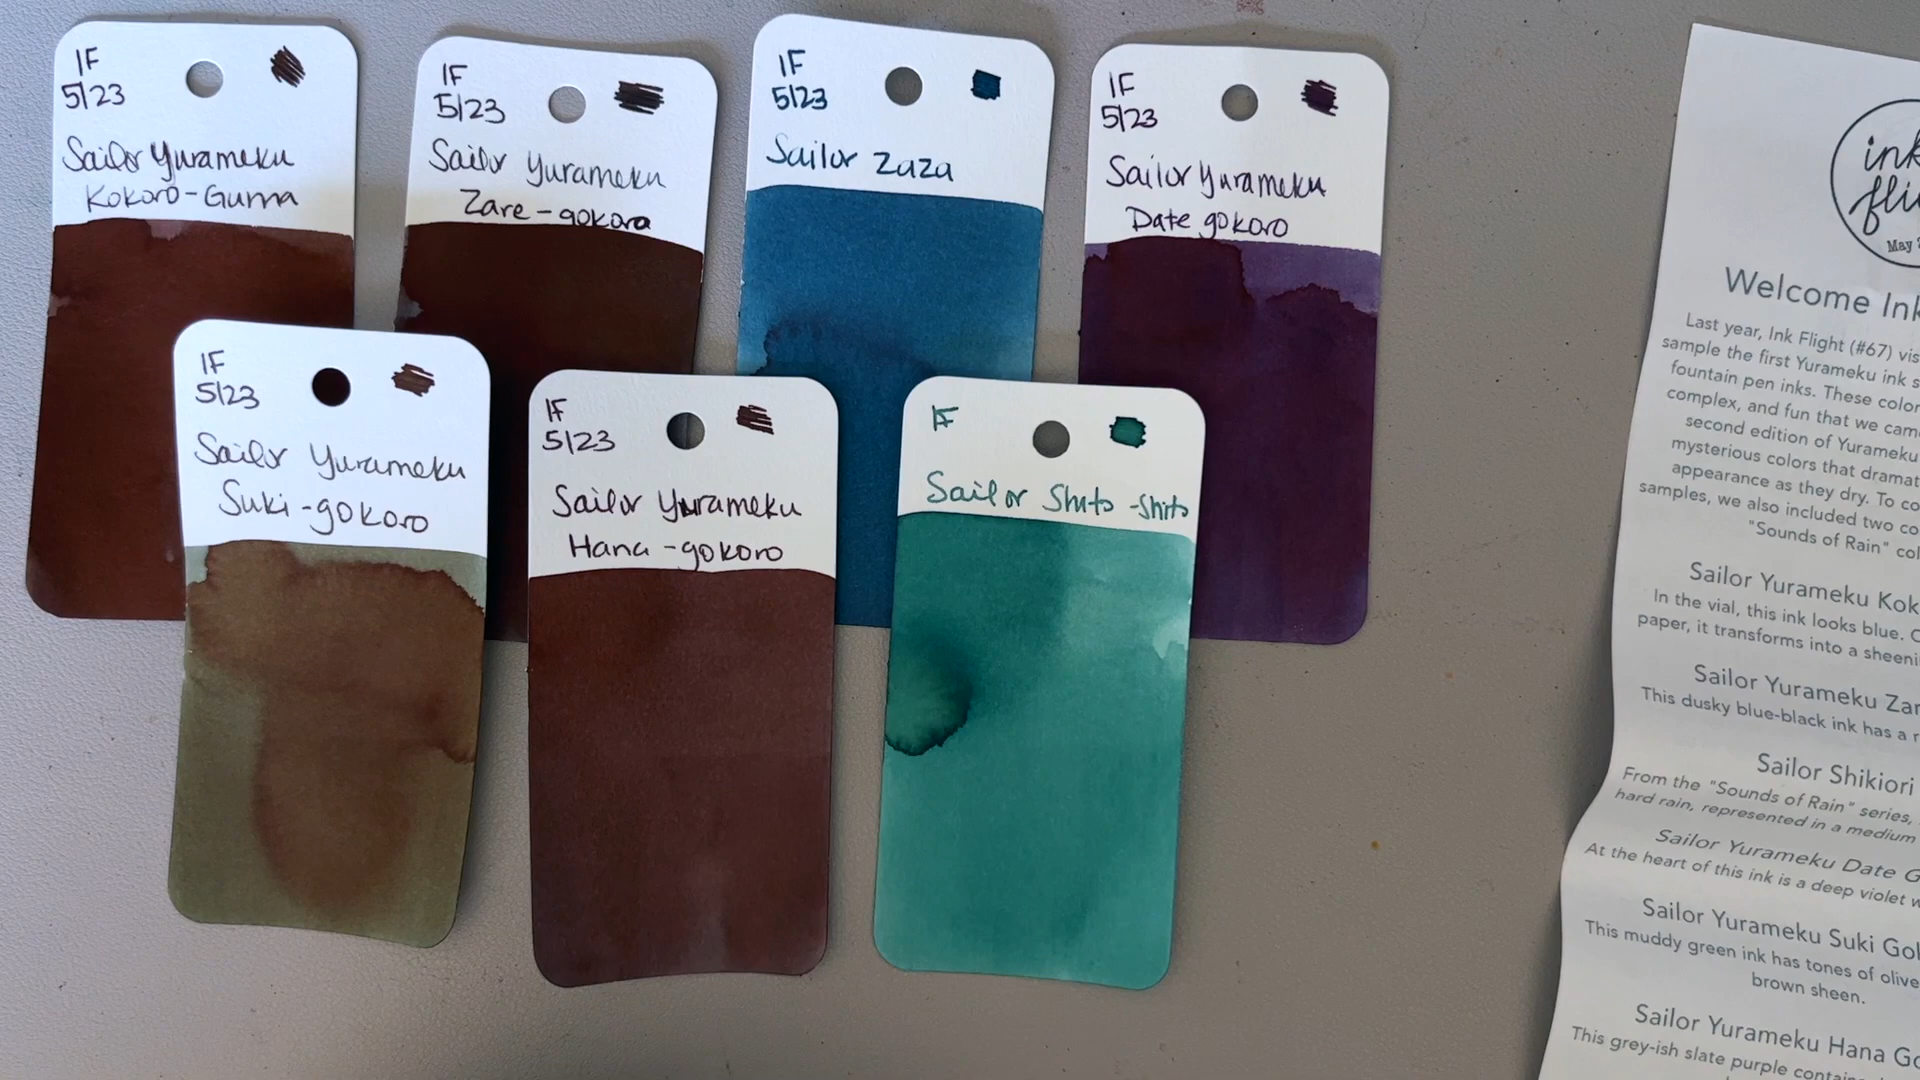 IF
5/23
Sailor Yurameku
Kokoro-Guma
IF
5/23
Sailor Yurameku
Zare-gokoro
IF
5/23
Sailor Zaza
IF
5/23
Sailor Yurameku
Date gokoro
IF
5/23
Sailor Yurameku
Suki-gokoro
IF
5/23
Sailor Yurameku
Hana-gokoro
IF
Sailor Shito-Shito
ink
May
Welcome Ink
Last year, Ink Flight (#67) vis
sample the first Yurameku ink s
fountain pen inks. These color
complex, and fun that we came
second edition of Yurameku
mysterious colors that dramat
appearance as they dry. To co
samples, we also included two co
"Sounds of Rain" col
Sailor Yurameku Kok
In the vial, this ink looks blue. O
paper, it transforms into a sheeni
Sailor Yurameku Zar
This dusky blue-black ink has a r
Sailor Shikiori
From the "Sounds of Rain" series,
hard rain, represented in a medium
Sailor Yurameku Date G
At the heart of this ink is a deep violet w
Sailor Yurameku Suki Gok
This muddy green ink has tones of olive
brown sheen.
Sailor Yurameku Hana Go
This grey-ish slate purple contain